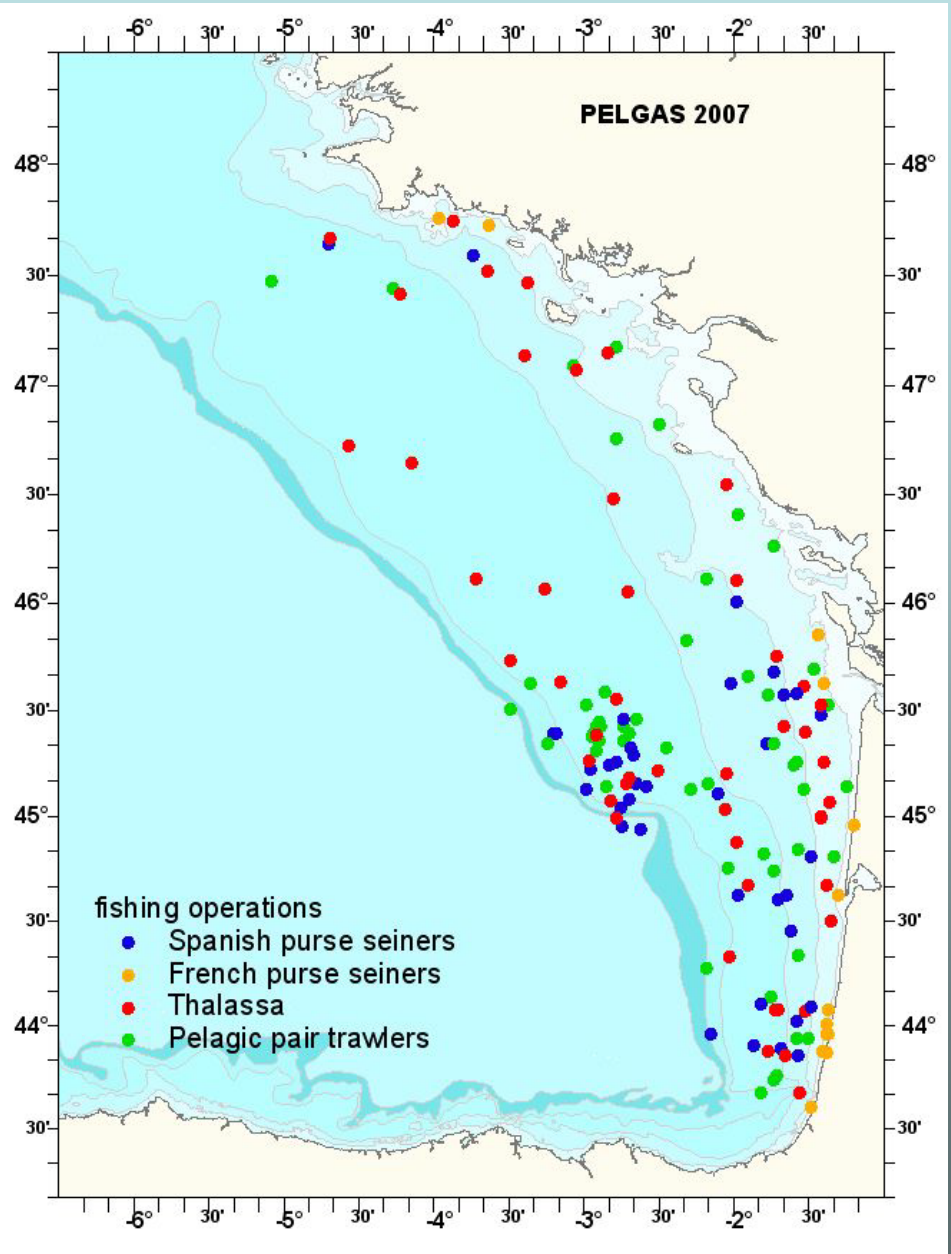 -6° 30' -5° 30' -4° 30' -3° 30' -2° 30'
PELGAS 2007
48° 48°
30' 30'
47° 47°
30' 30'
46° 46°
30' 30'
45° 45°
fishing operations
30' 30'
Spanish purse seiners
French purse seiners
Thalassa
44° 44°
Pelagic pair trawlers
30' 30'
-6° 30' -5° 30' -4° 30' -3° 30' -2° 30'